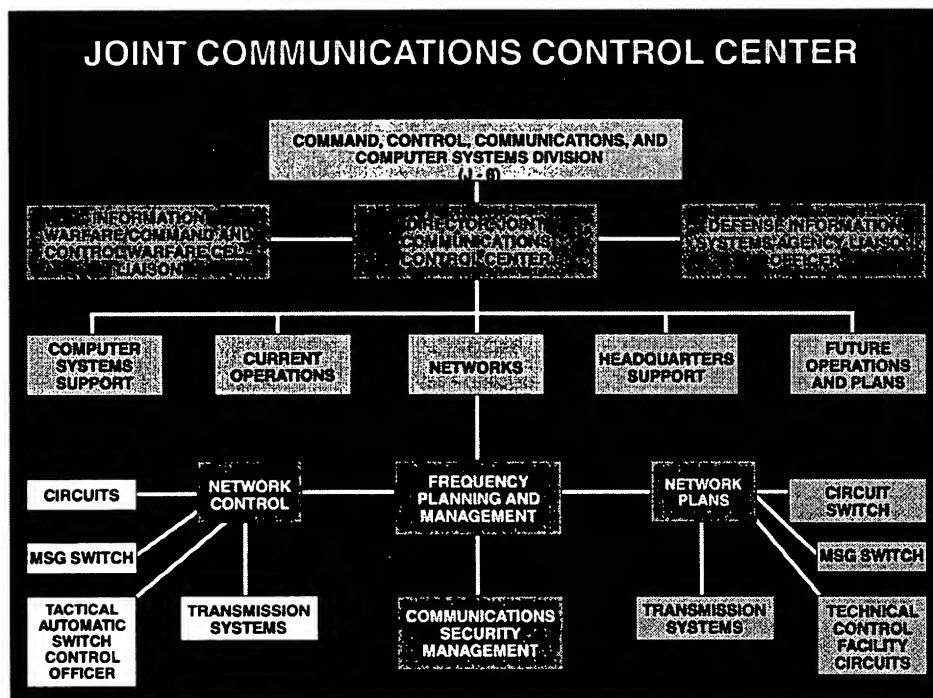 JOINT COMMUNICATIONS CONTROL CENTER
COMMAND, CONTROL, COMMUNICATIONS, AND
COMPUTER SYSTEMS DIVISION
(J - 6)
INFORMATION
WARFARE/COMMAND AND
CONTROL WARFARE CELL
LIAISON
DIRECTOR JOINT
COMMUNICATIONS
CONTROL CENTER
DEFENSE INFORMATION
SYSTEMS AGENCY LIAISON
OFFICER
COMPUTER
SYSTEMS
SUPPORT
CURRENT
OPERATIONS
NETWORKS
HEADQUARTERS
SUPPORT
FUTURE
OPERATIONS
AND PLANS
CIRCUITS
NETWORK
CONTROL
FREQUENCY
PLANNING AND
MANAGEMENT
NETWORK
PLANS
CIRCUIT
SWITCH
MSG SWITCH
MSG SWITCH
TACTICAL
AUTOMATIC
SWITCH
CONTROL
OFFICER
TRANSMISSION
SYSTEMS
COMMUNICATIONS
SECURITY
MANAGEMENT
TRANSMISSION
SYSTEMS
TECHNICAL
CONTROL
FACILITY
CIRCUITS